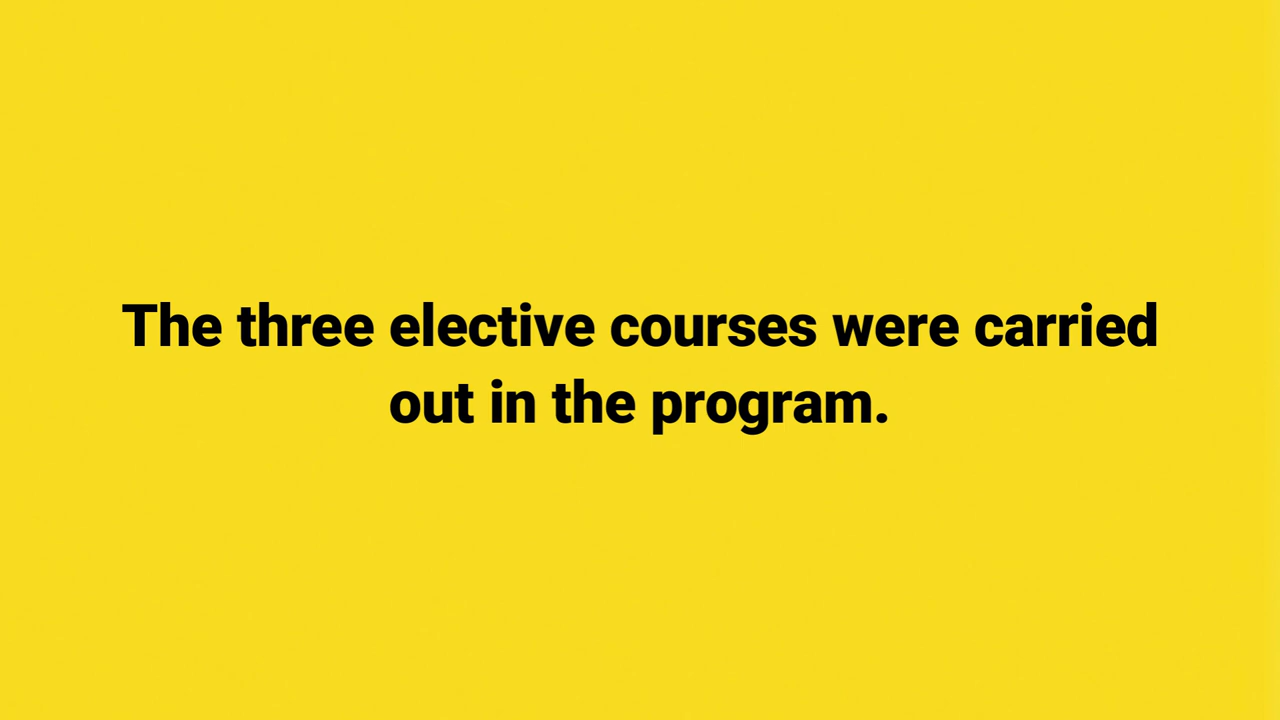 The three elective courses were carried
out in the program.